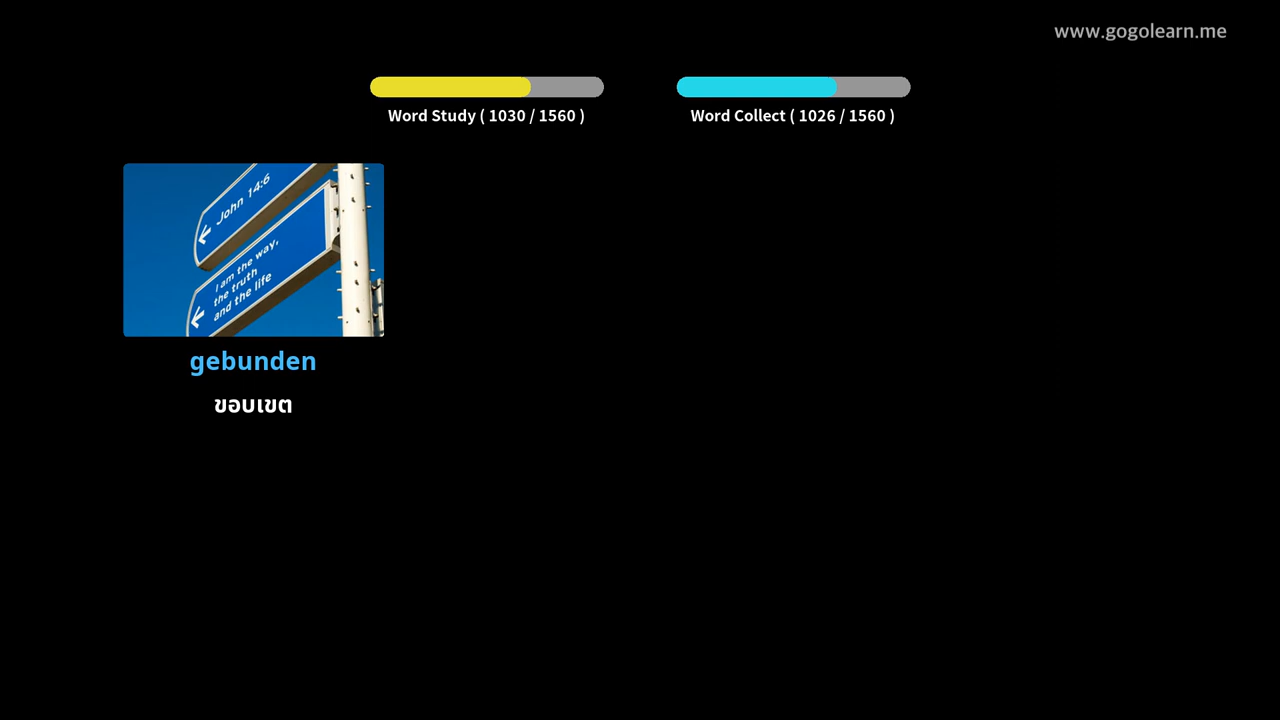 www.gogolearn.me
Word Study ( 1030 / 1560 )
Word Collect ( 1026 / 1560 )
John 14:6
I am the way,
the truth
and the life
gebunden
ขอบเขต